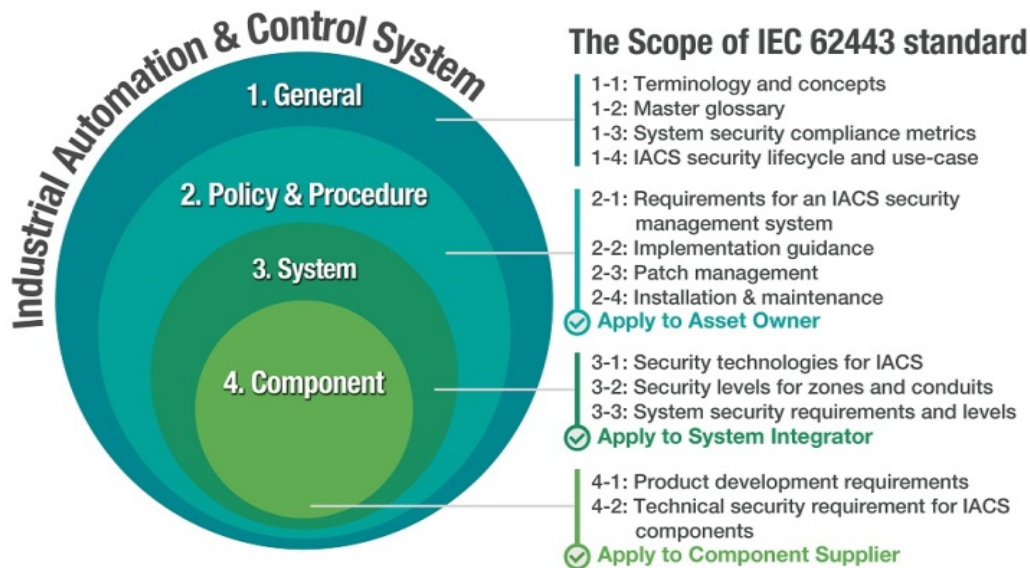 Industrial Automation & Control System
1. General
2. Policy & Procedure
3. System
4. Component
The Scope of IEC 62443 standard
1-1: Terminology and concepts
1-2: Master glossary
1-3: System security compliance metrics
1-4: IACS security lifecycle and use-case
2-1: Requirements for an IACS security
management system
2-2: Implementation guidance
2-3: Patch management
2-4: Installation & maintenance
Apply to Asset Owner
3-1: Security technologies for IACS
3-2: Security levels for zones and conduits
3-3: System security requirements and levels
Apply to System Integrator
4-1: Product development requirements
4-2: Technical security requirement for IACS
components
Apply to Component Supplier